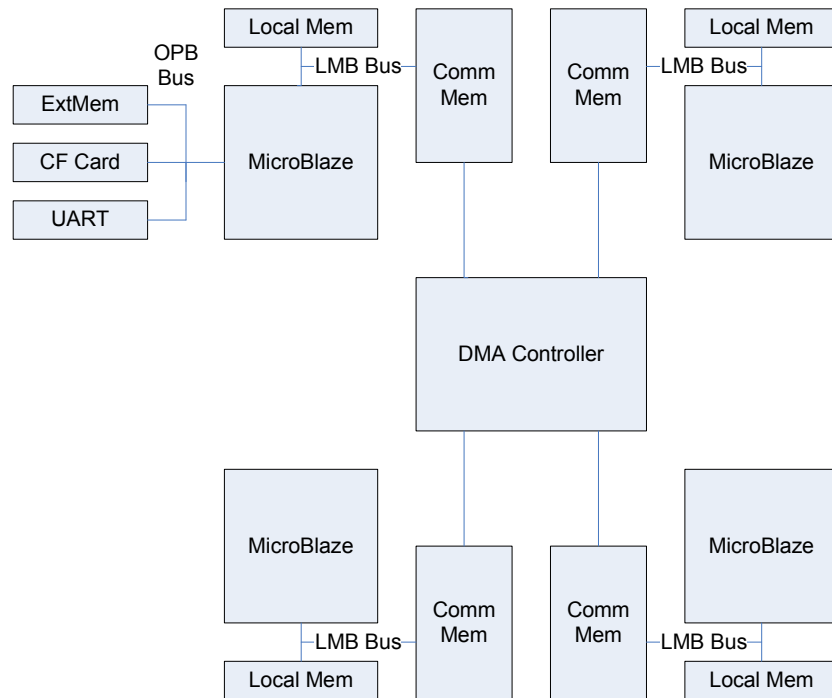 Local Mem
Local Mem
OPB
Bus
LMB Bus
Comm
Mem
Comm
Mem
LMB Bus
ExtMem
CF Card
UART
MicroBlaze
MicroBlaze
DMA Controller
MicroBlaze
MicroBlaze
Comm
Mem
Comm
Mem
LMB Bus
LMB Bus
Local Mem
Local Mem